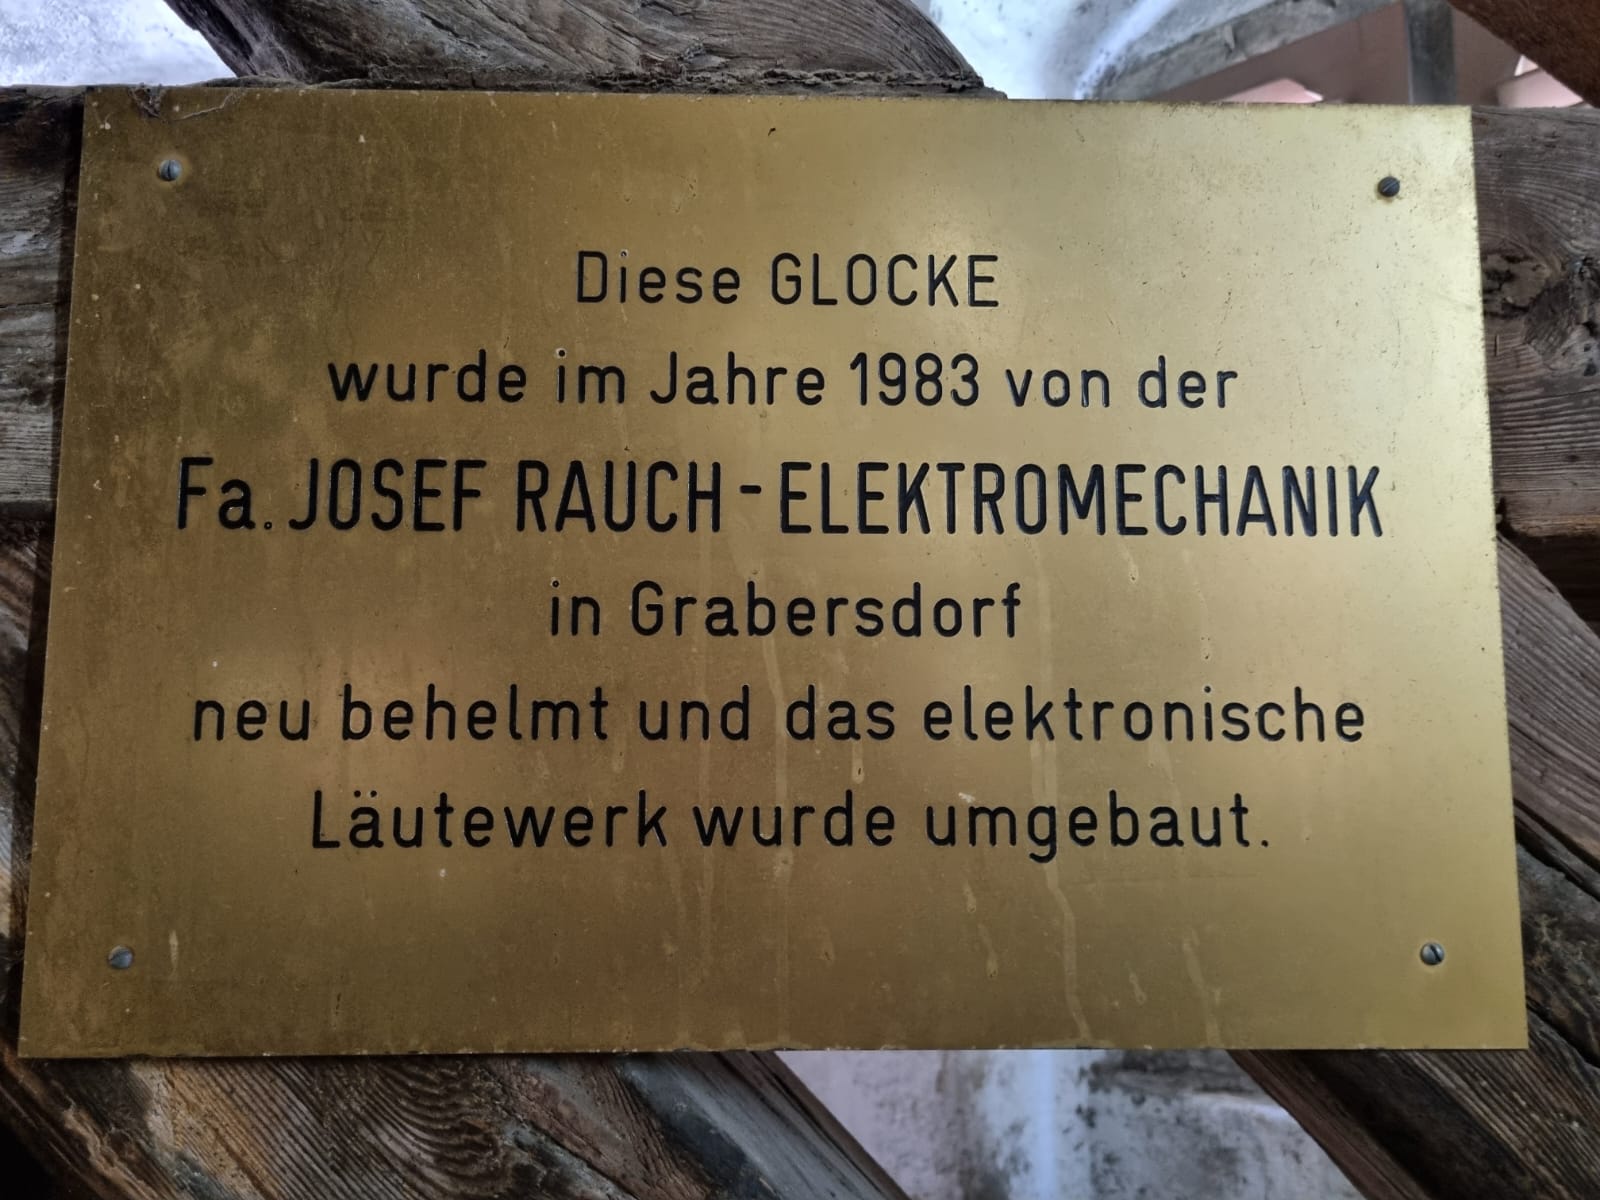 Diese GLOCKE
wurde im Jahre 1983 von der
Fa. JOSEF RAUCH - ELEKTROMECHANIK
in Grabersdorf
neu behelmt und das elektronische
Läutewerk wurde umgebaut.